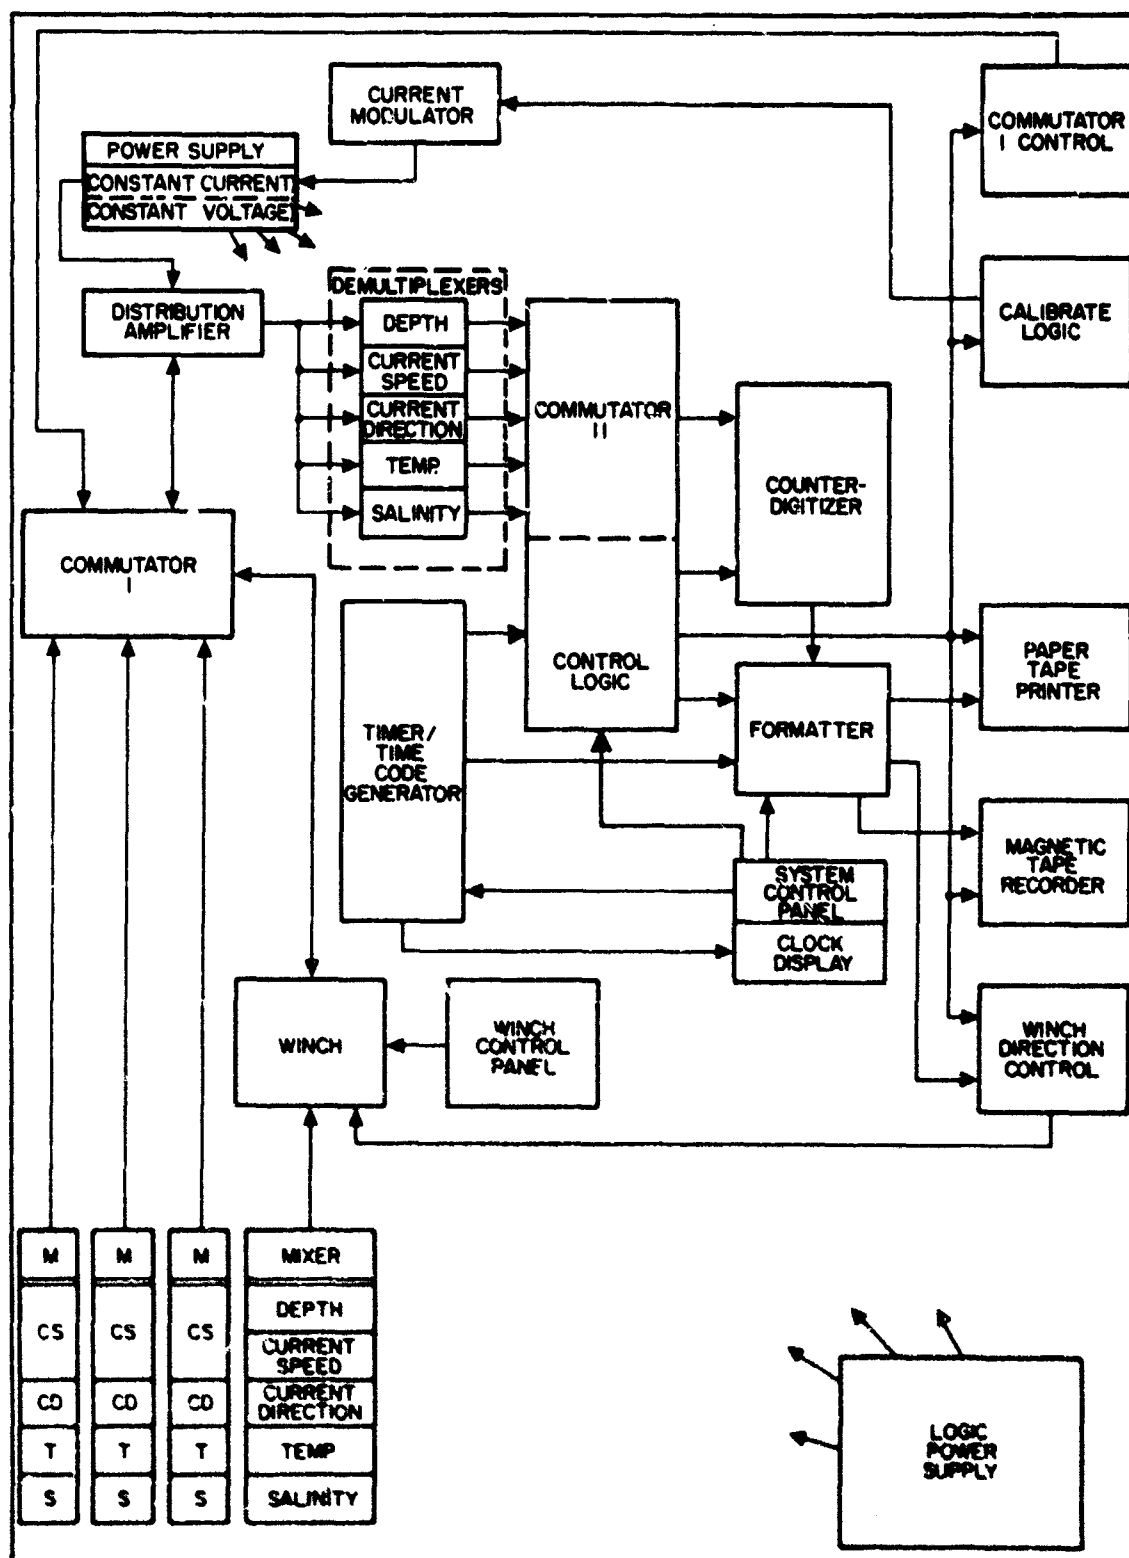 CURRENT
MODULATOR
COMMUTATOR
I CONTROL
POWER SUPPLY
CONSTANT CURRENT
CONSTANT VOLTAGE
DISTRIBUTION
AMPLIFIER
DEMULTIPLEXERS
DEPTH
CURRENT
SPEED
CURRENT
DIRECTION
TEMP.
SALINITY
COMMUTATOR
II
CONTROL
LOGIC
CALIBRATE
LOGIC
COUNTER-
DIGITIZER
COMMUTATOR
I
TIMER/
TIME
CODE
GENERATOR
FORMATTER
PAPER
TAPE
PRINTER
SYSTEM
CONTROL
PANEL
CLOCK
DISPLAY
MAGNETIC
TAPE
RECORDER
WINCH
WINCH
CONTROL
PANEL
WINCH
DIRECTION
CONTROL
M
CS
CD
T
S
M
CS
CD
T
S
M
CS
CD
T
S
MIXER
DEPTH
CURRENT
SPEED
CURRENT
DIRECTION
TEMP
SALINITY
LOGIC
POWER
SUPPLY